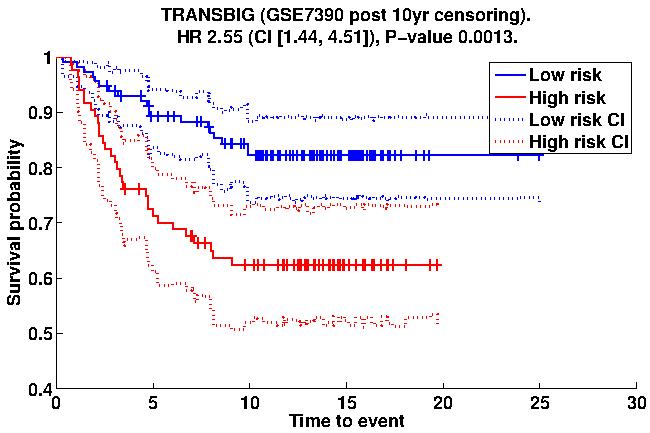 TRANSBIG (GSE7390 post 10yr censoring).
HR 2.55 (CI [1.44, 4.51]), P-value 0.0013.
Low risk
High risk
Low risk CI
High risk CI
Survival probability
1
0.9
0.8
0.7
0.6
0.5
0.4
0 5 10 15 20 25 30
Time to event